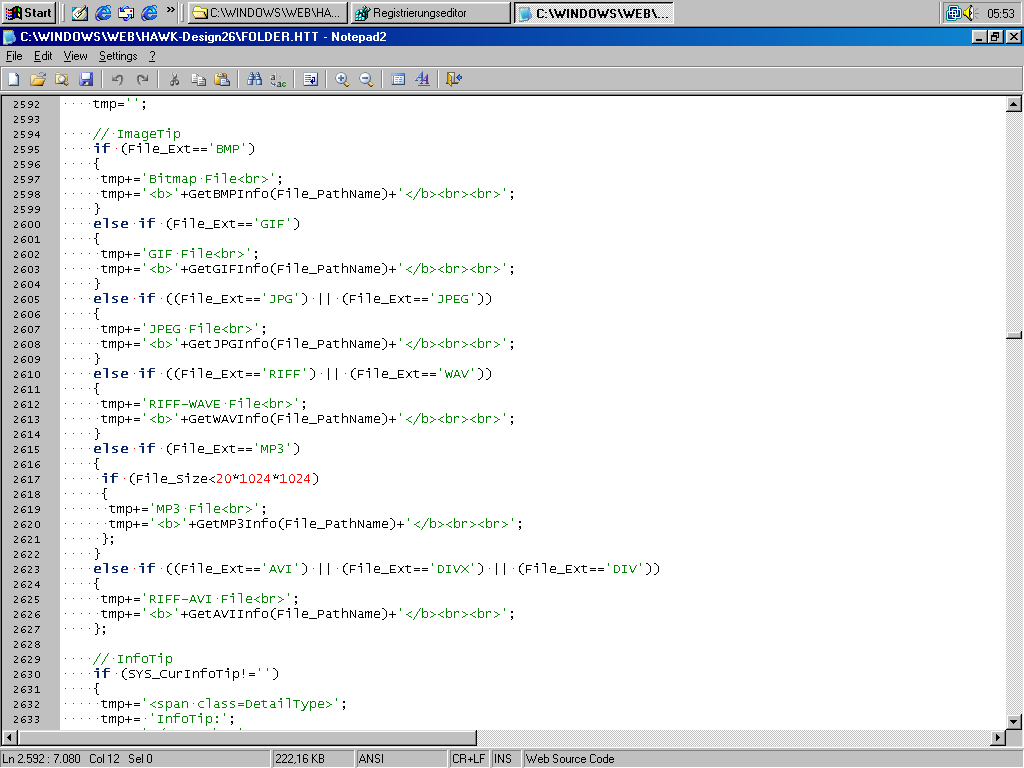 Start
»
C:\WINDOWS\WEB\HA...
Registrierungseditor
C:\WINDOWS\WEB\...
05:53
C:\WINDOWS\WEB\HAWK-Design26\FOLDER.HTT - Notepad2
File Edit View Settings ?
2592 ····tmp='';
2593
2594 ····//·ImageTip
2595 ····if·(File_Ext=='BMP')
2596 ····{
2597 ·····tmp+='Bitmap·File<br>';
2598 ·····tmp+='<b>'+GetBMPInfo(File_PathName)+'</b><br><br>';
2599 ····}
2600 ····else·if·(File_Ext=='GIF')
2601 ····{
2602 ·····tmp+='GIF·File<br>';
2603 ·····tmp+='<b>'+GetGIFInfo(File_PathName)+'</b><br><br>';
2604 ····}
2605 ····else·if·((File_Ext=='JPG')·||·(File_Ext=='JPEG'))
2606 ····{
2607 ·····tmp+='JPEG·File<br>';
2608 ·····tmp+='<b>'+GetJPGInfo(File_PathName)+'</b><br><br>';
2609 ····}
2610 ····else·if·((File_Ext=='RIFF')·||·(File_Ext=='WAV'))
2611 ····{
2612 ·····tmp+='RIFF-WAVE·File<br>';
2613 ·····tmp+='<b>'+GetWAVInfo(File_PathName)+'</b><br><br>';
2614 ····}
2615 ····else·if·(File_Ext=='MP3')
2616 ····{
2617 ·····if·(File_Size<20*1024*1024)
2618 ·····{
2619 ······tmp+='MP3·File<br>';
2620 ······tmp+='<b>'+GetMP3Info(File_PathName)+'</b><br><br>';
2621 ·····};
2622 ····}
2623 ····else·if·((File_Ext=='AVI')·||·(File_Ext=='DIVX')·||·(File_Ext=='DIV'))
2624 ····{
2625 ·····tmp+='RIFF-AVI·File<br>';
2626 ·····tmp+='<b>'+GetAVIInfo(File_PathName)+'</b><br><br>';
2627 ····};
2628
2629 ····//·InfoTip
2630 ····if·(SYS_CurInfoTip!='')
2631 ····{
2632 ·····tmp+='<span·class=DetailType>';
2633 ·····tmp+=·'InfoTip:';
Ln 2.592 : 7.080 Col 12 Sel 0 222,16 KB ANSI CR+LF INS Web Source Code